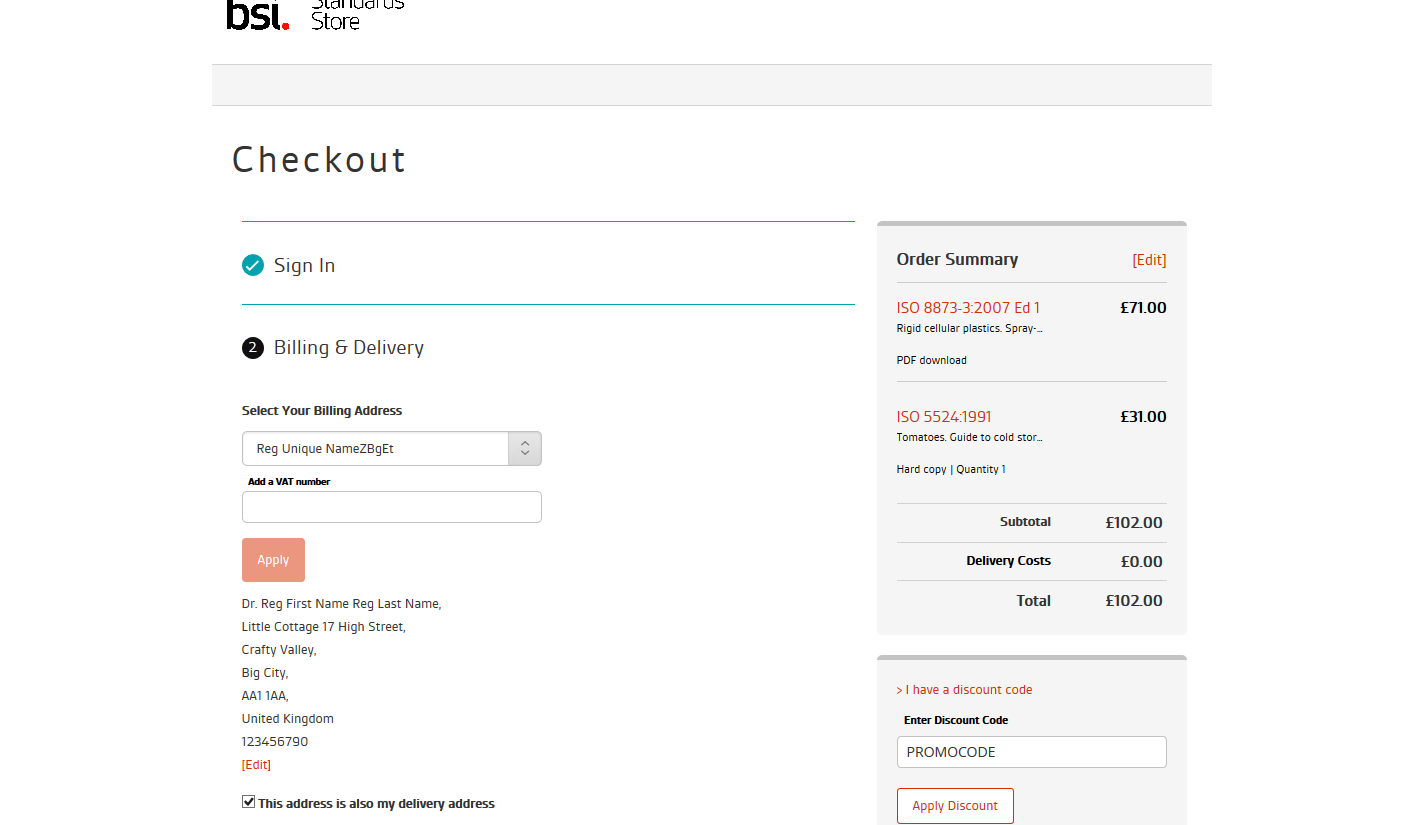 bsi. Standards
Store
Checkout
Sign In
2 Billing & Delivery
Select Your Billing Address
Reg Unique NameZBgEt
Add a VAT number
Apply
Dr. Reg First Name Reg Last Name,
Little Cottage 17 High Street,
Crafty Valley,
Big City,
AA1 1AA,
United Kingdom
123456790
[Edit]
This address is also my delivery address
Order Summary [Edit]
ISO 8873-3:2007 Ed 1 £71.00
Rigid cellular plastics. Spray-...
PDF download
ISO 5524:1991 £31.00
Tomatoes. Guide to cold stor...
Hard copy | Quantity 1
Subtotal £102.00
Delivery Costs £0.00
Total £102.00
> I have a discount code
Enter Discount Code
PROMOCODE
Apply Discount